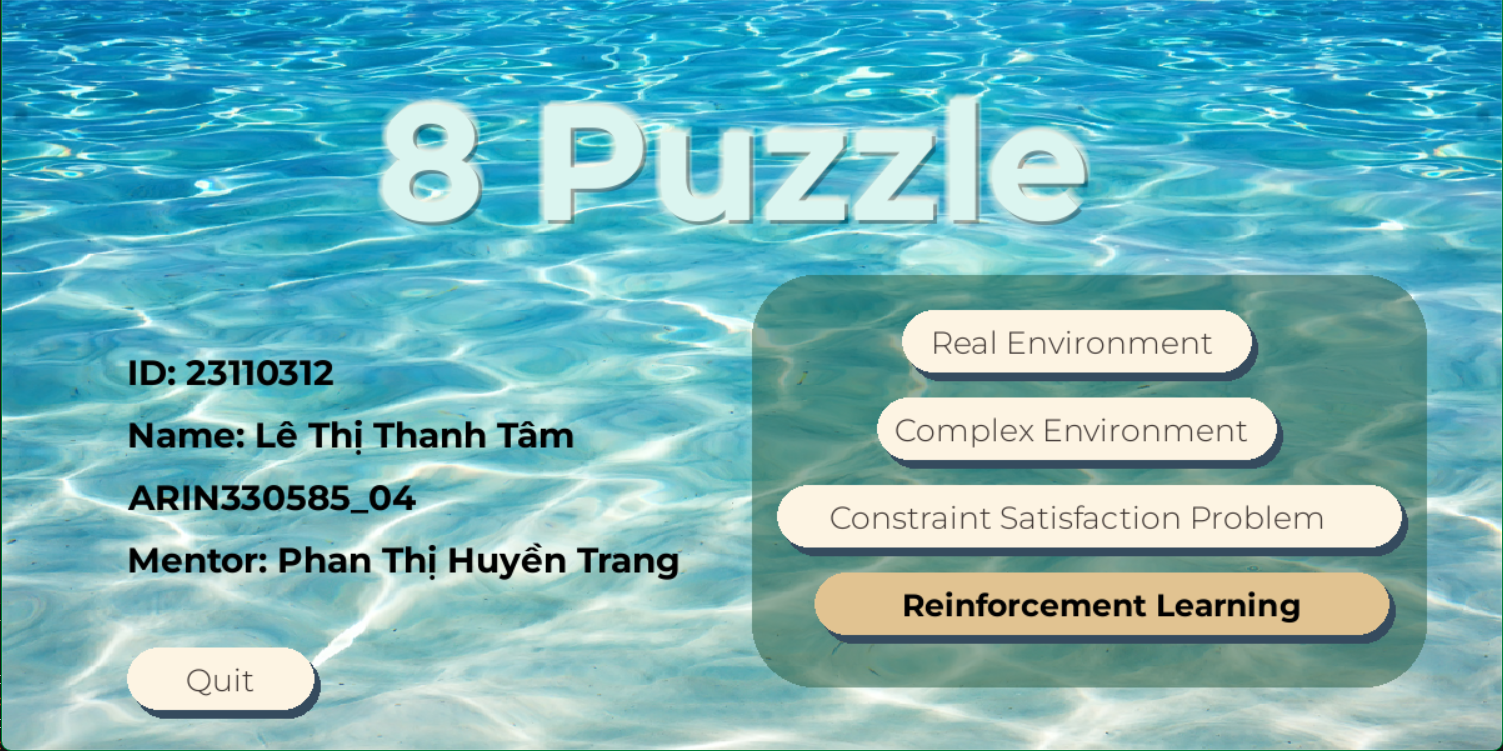 8 Puzzle
ID: 23110312
Name: Lê Thị Thanh Tâm
ARIN330585_04
Mentor: Phan Thị Huyền Trang
Quit
Real Environment
Complex Environment
Constraint Satisfaction Problem
Reinforcement Learning